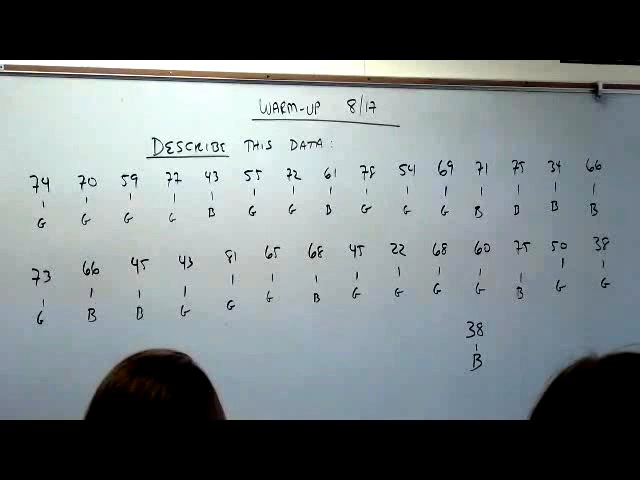 WARM-UP 8/17
DESCRIBE THIS DATA:
74 70 59 77 43 55 72 61 78 54 69 71 75 34 66
G G G G B G G B G G G B B B B
73 66 45 43 81 65 68 45 22 68 60 75 50 38
G B B G G G B G G G G B G G
38
B